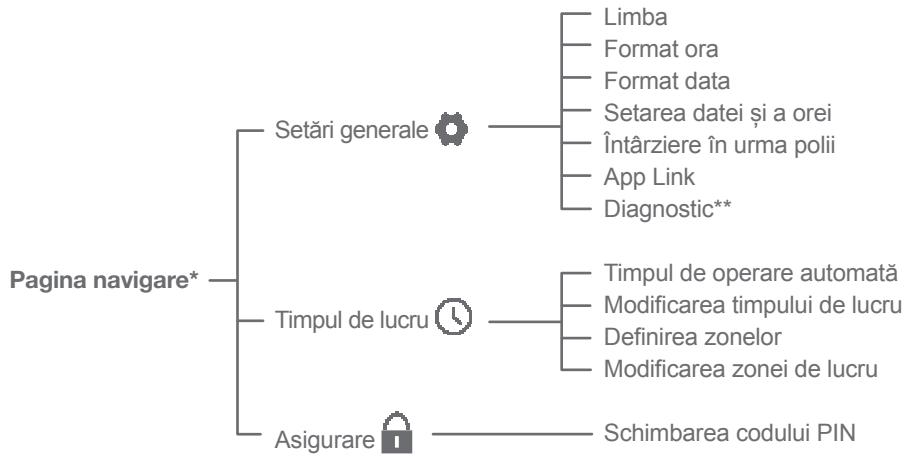 Pagina navigare*
Setări generale
Limba
Format ora
Format data
Setarea datei și a orei
Întârziere în urma polii
App Link
Diagnostic**
Timpul de lucru
Timpul de operare automată
Modificarea timpului de lucru
Definirea zonelor
Modificarea zonei de lucru
Asigurare
Schimbarea codului PIN